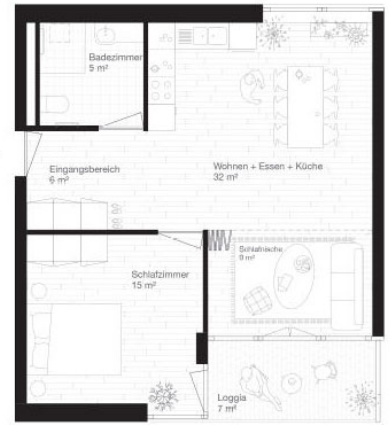 Badezimmer
5 m²
Eingangsbereich
6 m²
Wohnen + Essen + Küche
32 m²
Schlafnische
9 m²
Schlafzimmer
15 m²
Loggia
7 m²